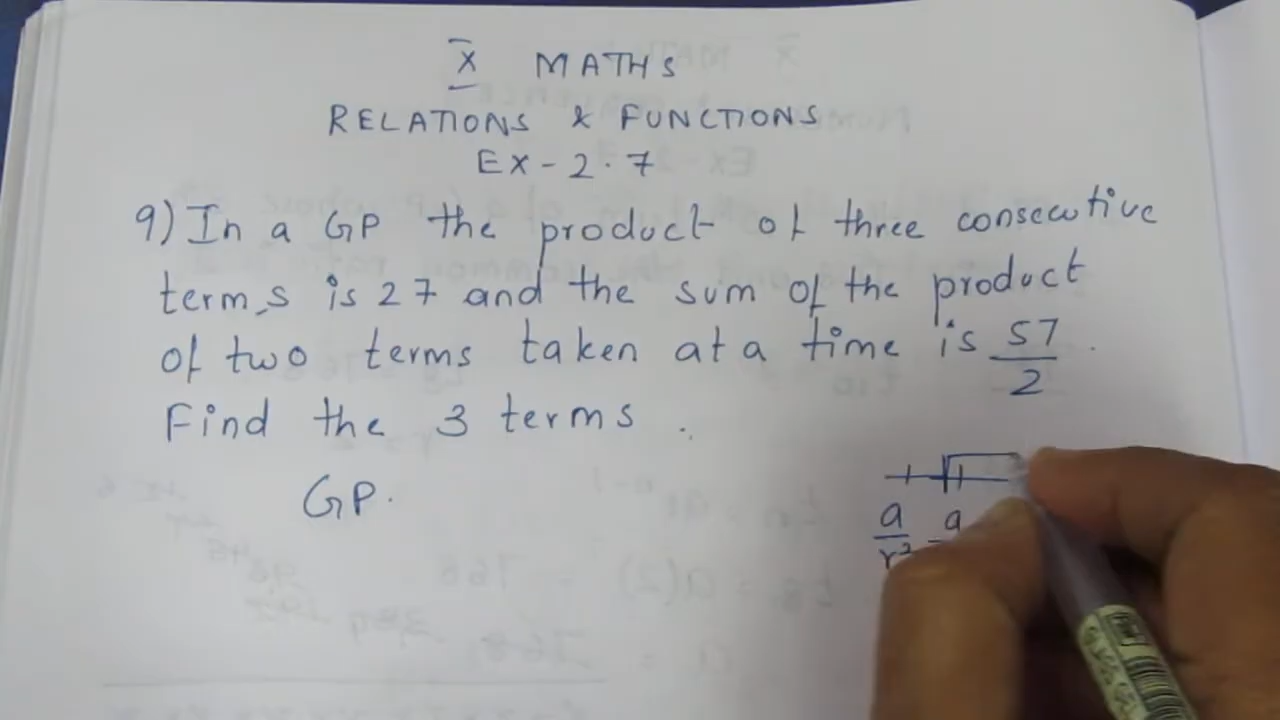 X MATHS
RELATIONS & FUNCTIONS
Ex - 2.7
9) In a GP the product of three consecutive
terms is 27 and the sum of the product
of two terms taken at a time is 57/2.
Find the 3 terms.
GP.
a/r² a